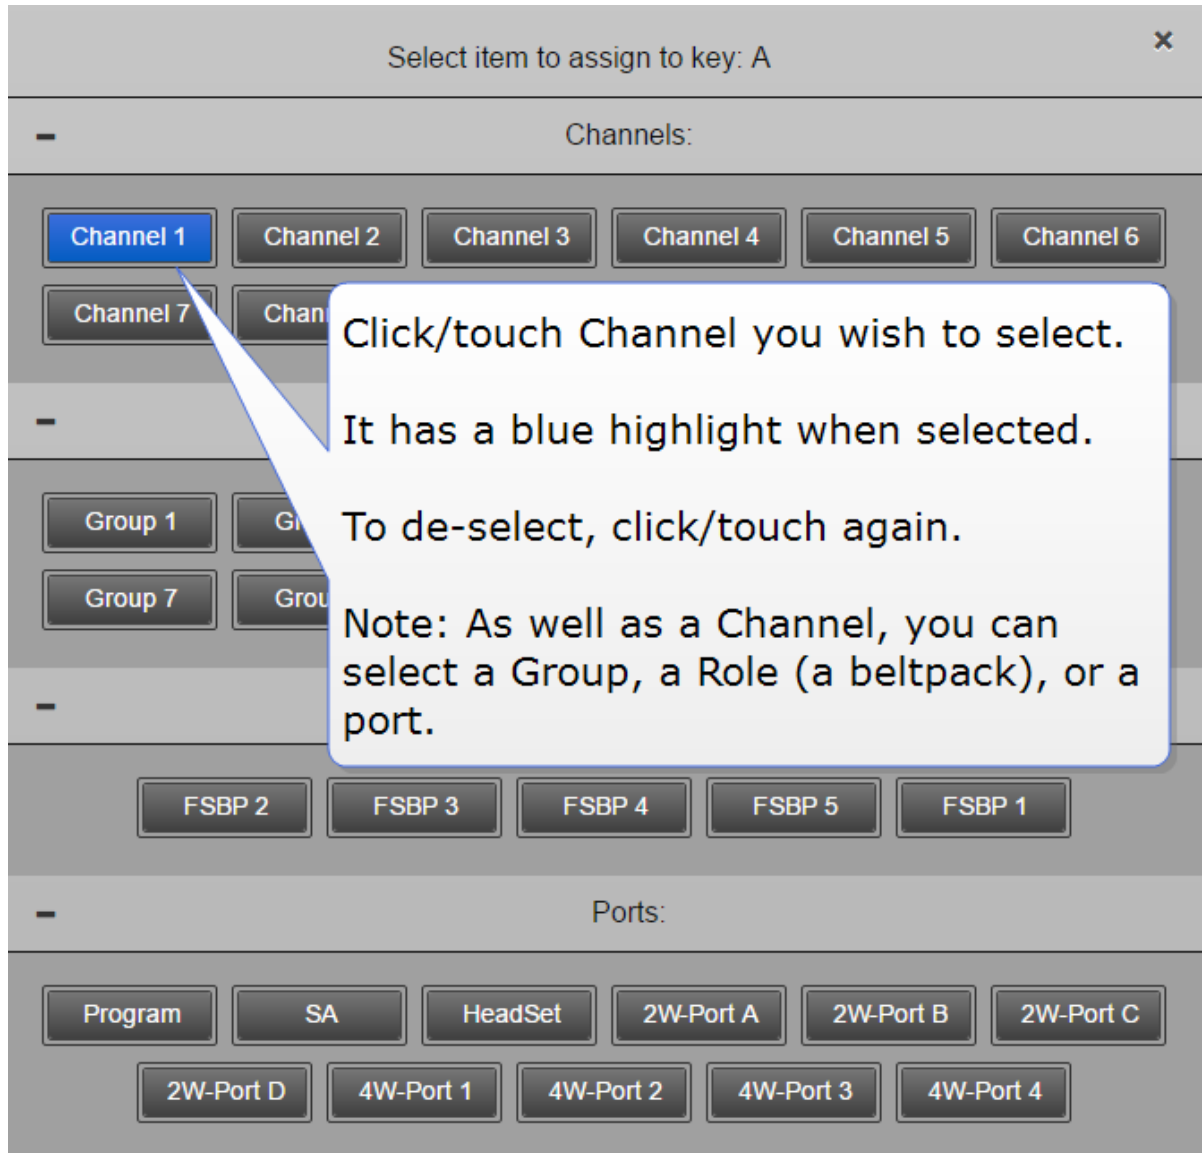 Select item to assign to key: A
×
Channels:
Channel 1 Channel 2 Channel 3 Channel 4 Channel 5 Channel 6
Channel 7
Click/touch Channel you wish to select.
It has a blue highlight when selected.
To de-select, click/touch again.
Note: As well as a Channel, you can
select a Group, a Role (a beltpack), or a
port.
Group 1
Group 7
FSBP 2 FSBP 3 FSBP 4 FSBP 5 FSBP 1
Ports:
Program SA HeadSet 2W-Port A 2W-Port B 2W-Port C
2W-Port D 4W-Port 1 4W-Port 2 4W-Port 3 4W-Port 4